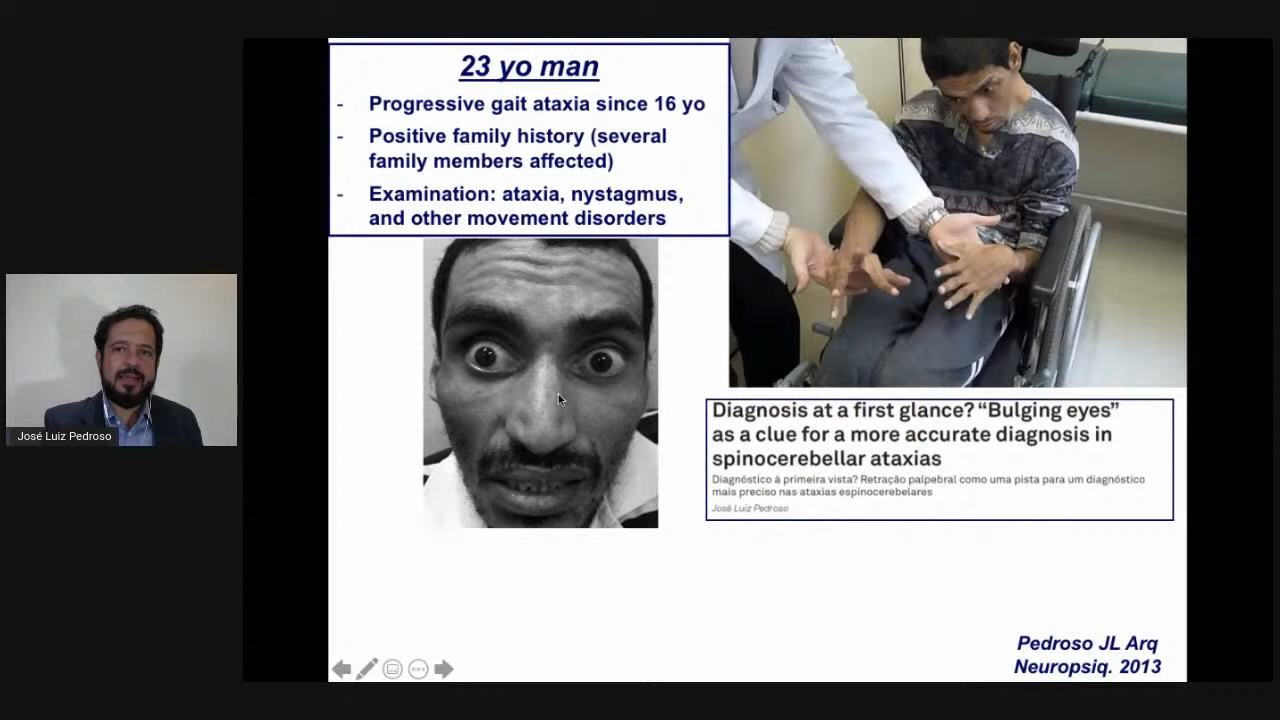 23 yo man
- Progressive gait ataxia since 16 yo
- Positive family history (several
family members affected)
- Examination: ataxia, nystagmus,
and other movement disorders
José Luiz Pedroso
Diagnosis at a first glance? “Bulging eyes”
as a clue for a more accurate diagnosis in
spinocerebellar ataxias
Diagnóstico à primeira vista? Retração palpebral como uma pista para um diagnóstico
mais preciso nas ataxias espinocerebelares
José Luiz Pedroso
Pedroso JL Arq
Neuropsiq. 2013